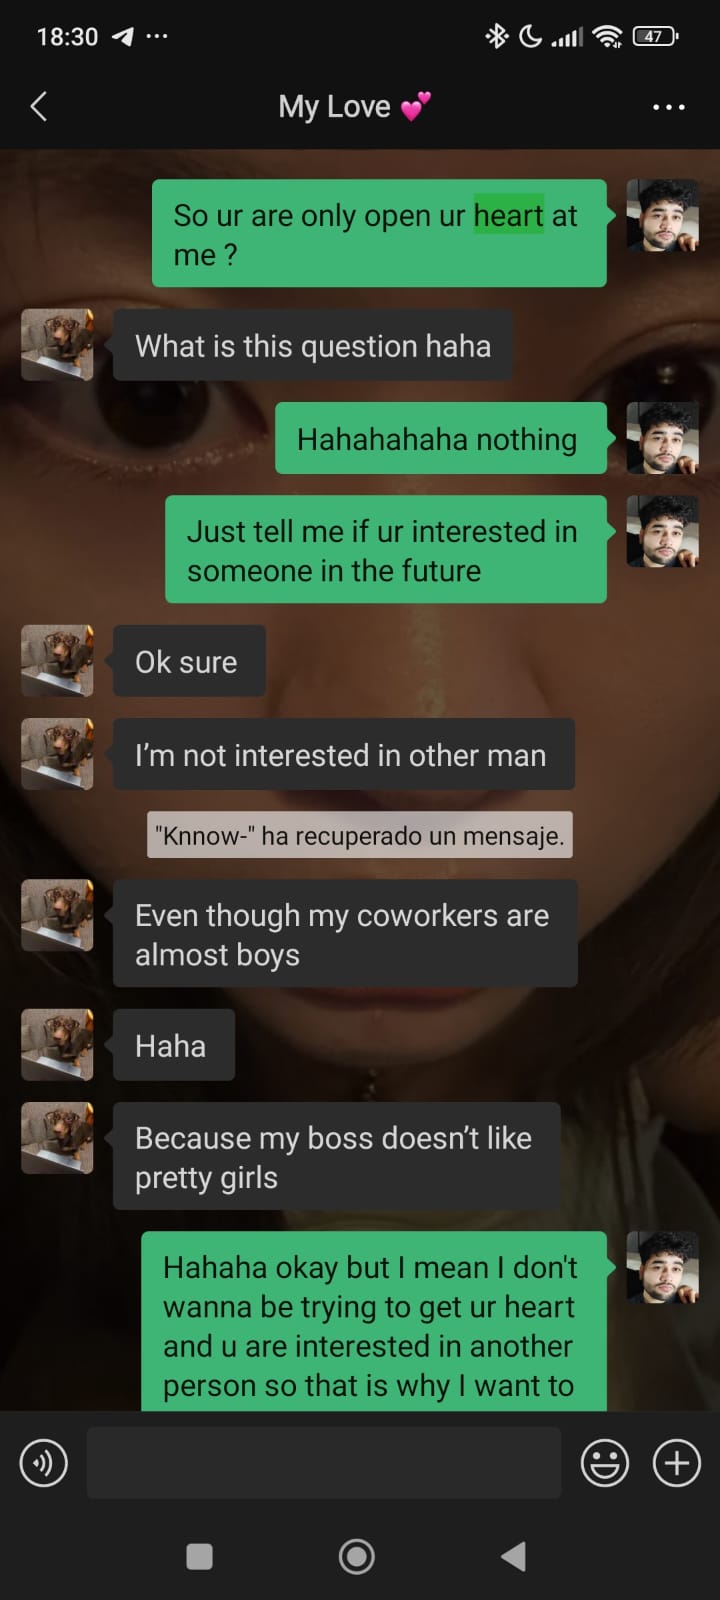 18:30
47
My Love 💕
So ur are only open ur heart at
me ?
What is this question haha
Hahahahaha nothing
Just tell me if ur interested in
someone in the future
Ok sure
I’m not interested in other man
"Knnow-" ha recuperado un mensaje.
Even though my coworkers are
almost boys
Haha
Because my boss doesn’t like
pretty girls
Hahaha okay but I mean I don't
wanna be trying to get ur heart
and u are interested in another
person so that is why I want to